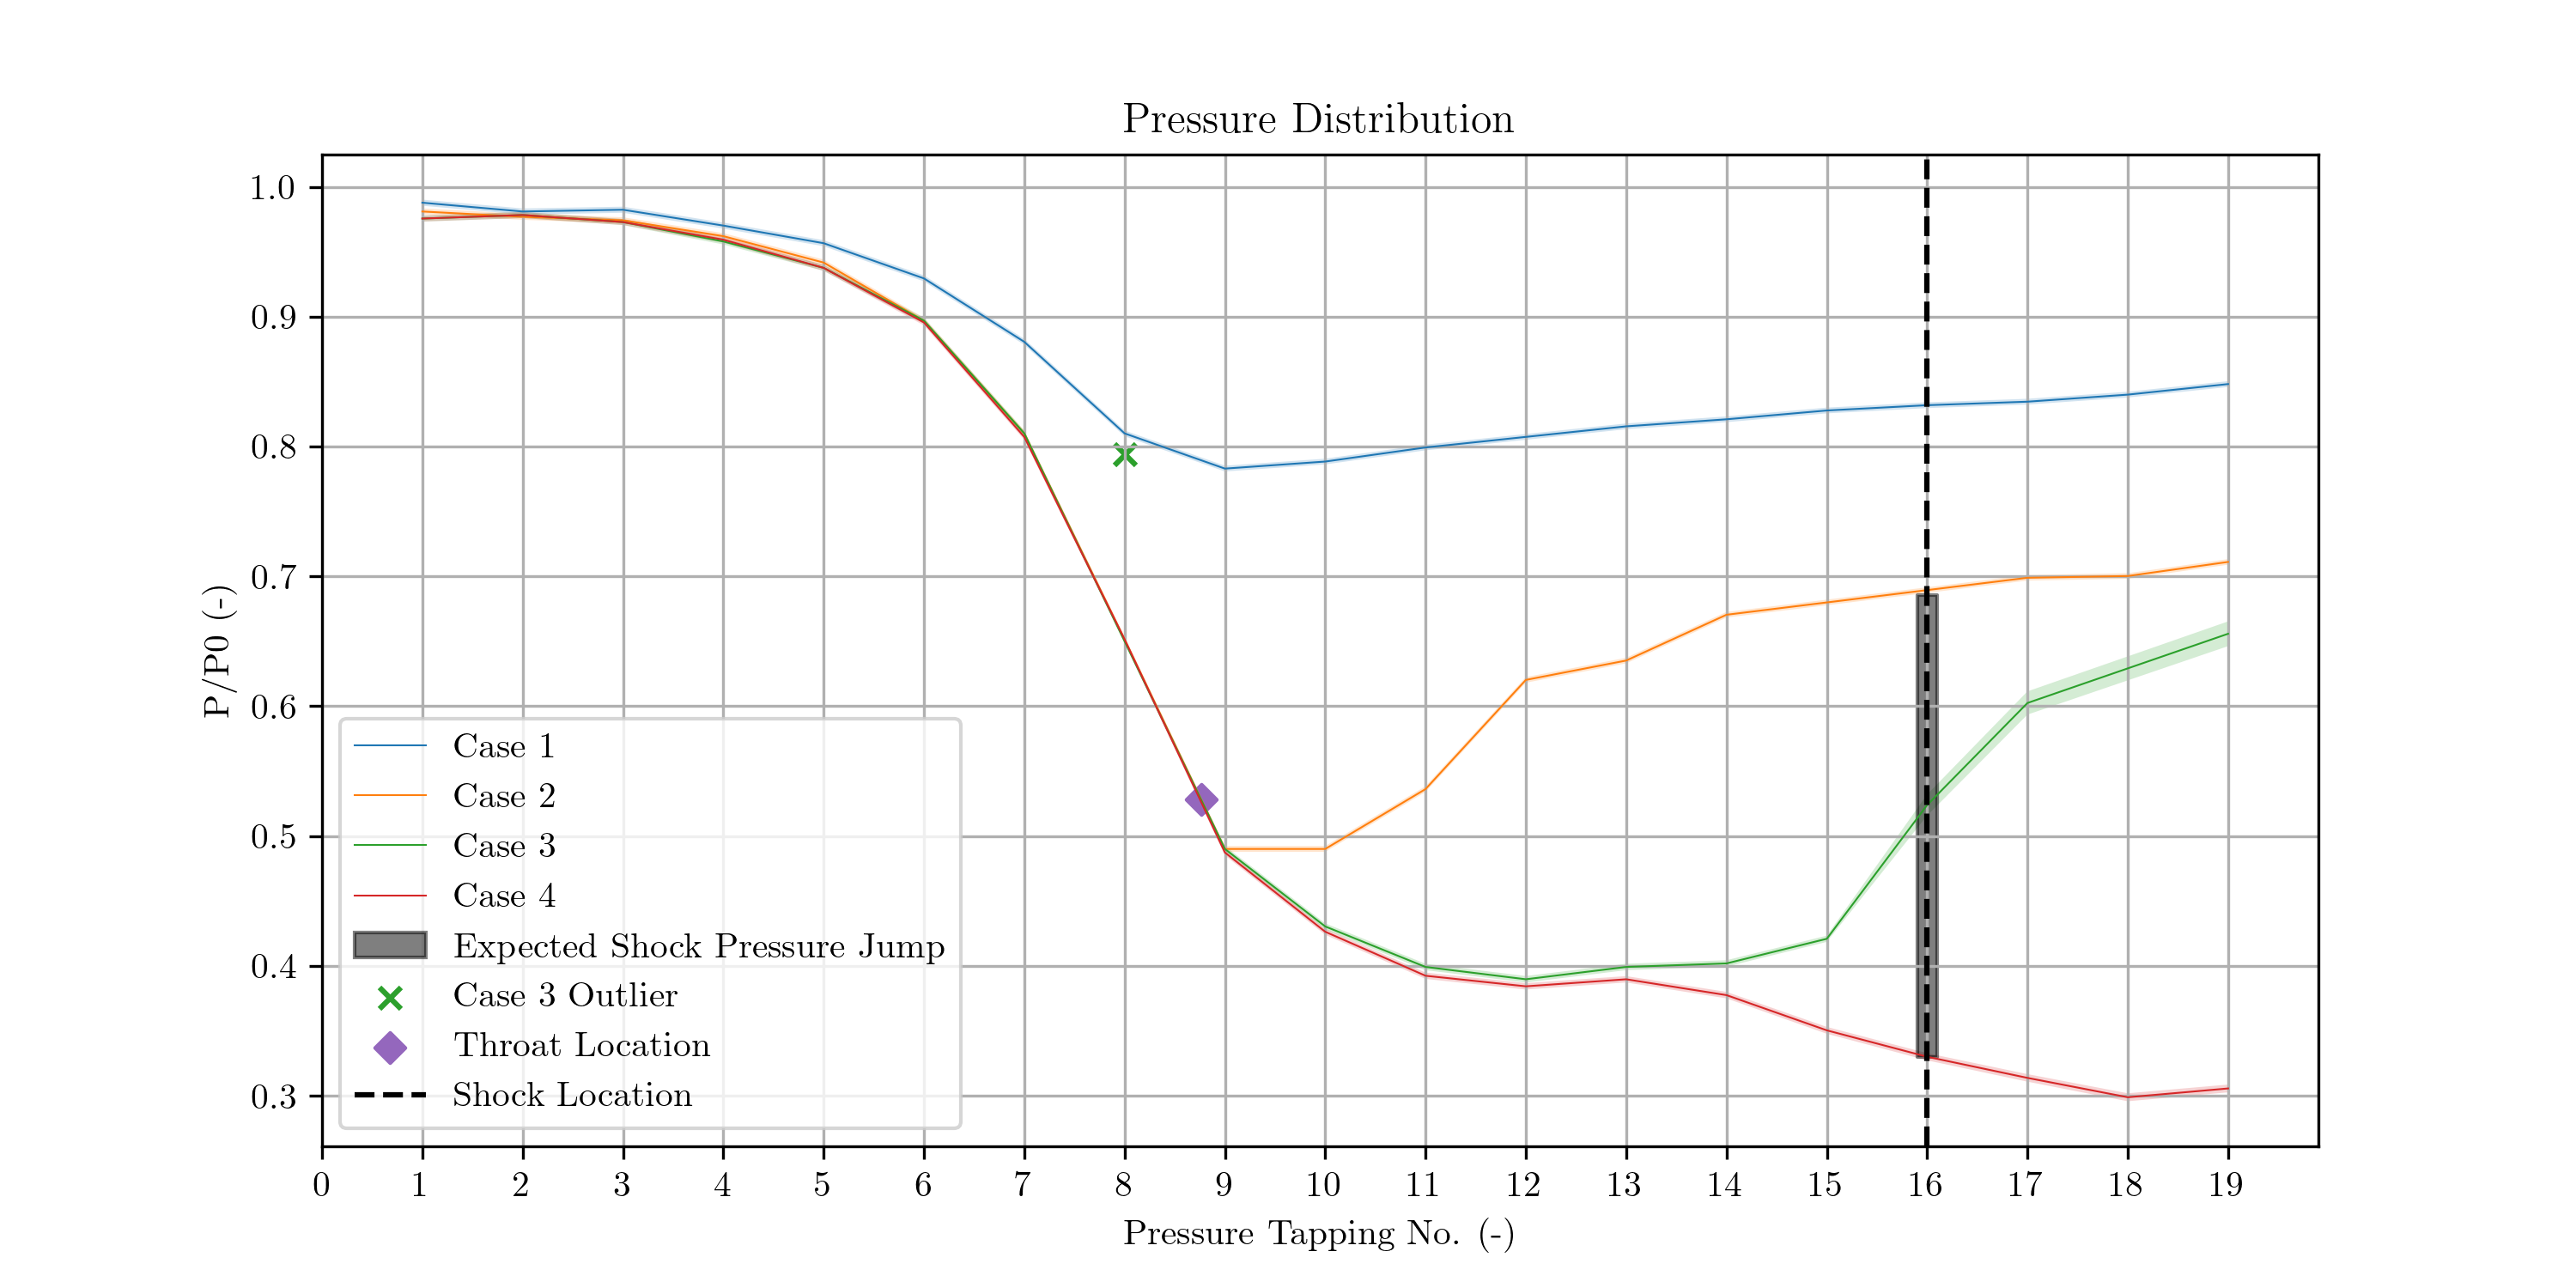 Pressure Distribution
1.0
0.9
0.8
0.7
0.6
0.5
0.4
0.3
P/P0 (-)
Case 1
Case 2
Case 3
Case 4
Expected Shock Pressure Jump
Case 3 Outlier
Throat Location
Shock Location
0 1 2 3 4 5 6 7 8 9 10 11 12 13 14 15 16 17 18 19
Pressure Tapping No. (-)